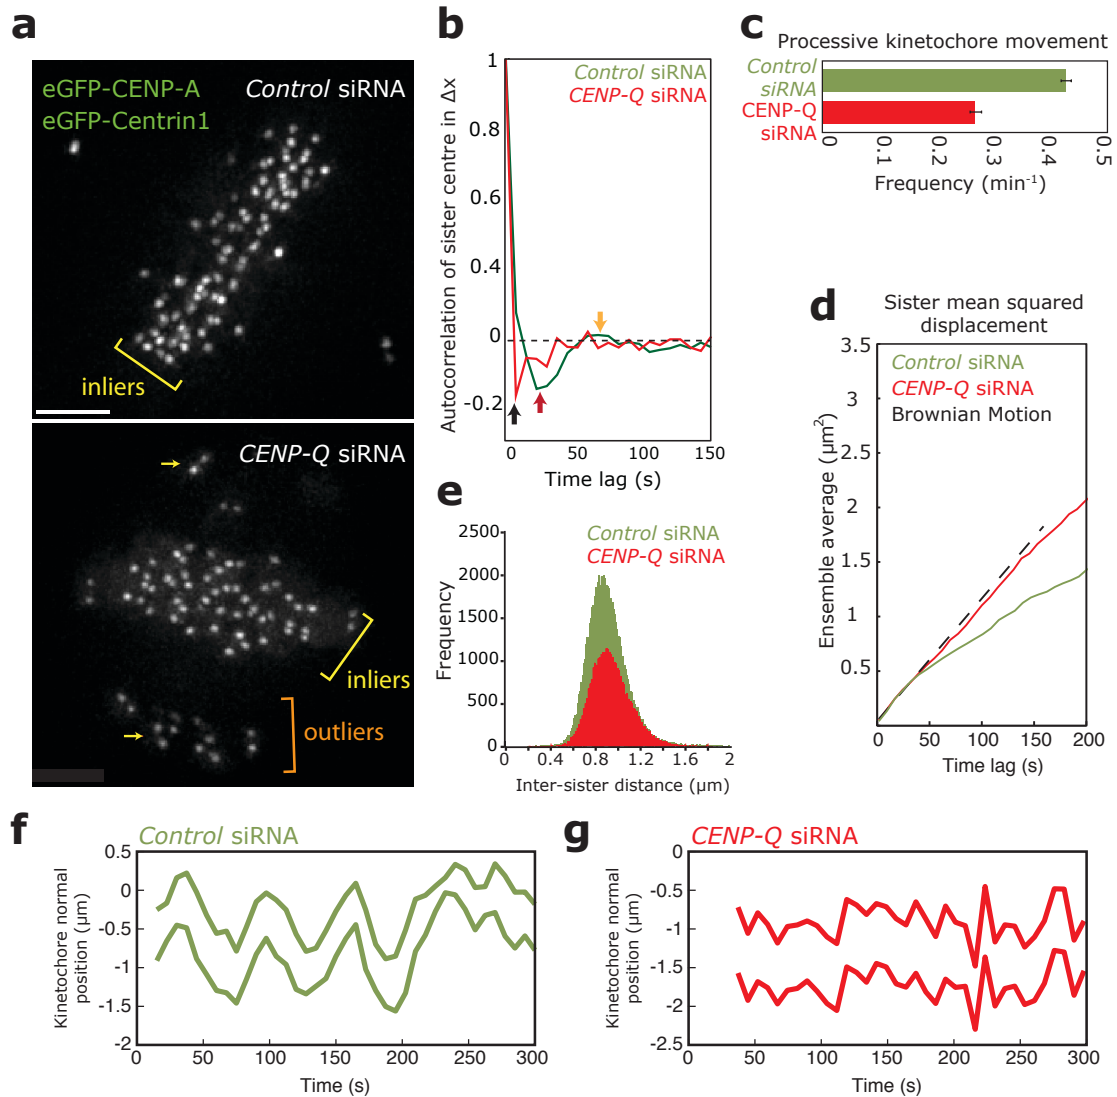 a
eGFP-CENP-A
eGFP-Centrin1
Control siRNA
inliers
CENP-Q siRNA
inliers
outliers
b
Control siRNA
CENP-Q siRNA
Autocorrelation of sister centre in Δx
1
0.8
0.6
0.4
0
-0.2
0
50
100
150
Time lag (s)
c
Processive kinetochore movement
Control
siRNA
CENP-Q
siRNA
0
0.1
0.2
0.3
0.4
0.5
Frequency (min-1)
d
Sister mean squared
displacement
Control siRNA
CENP-Q siRNA
Brownian Motion
Ensemble average (μm2)
3.5
3
2.5
2
1.5
1
0.5
0
50
100
150
200
Time lag (s)
e
Control siRNA
CENP-Q siRNA
Frequency
2500
2000
1500
1000
500
0
0
0.4
0.8
1.2
1.6
2
Inter-sister distance (μm)
f
Control siRNA
Kinetochore normal
position (μm)
0.5
0
-0.5
-1
-1.5
-2
0
50
100
150
200
250
300
Time (s)
g
CENP-Q siRNA
Kinetochore normal
position (μm)
0
-0.5
-1
-1.5
-2
-2.5
0
50
100
150
200
250
300
Time (s)